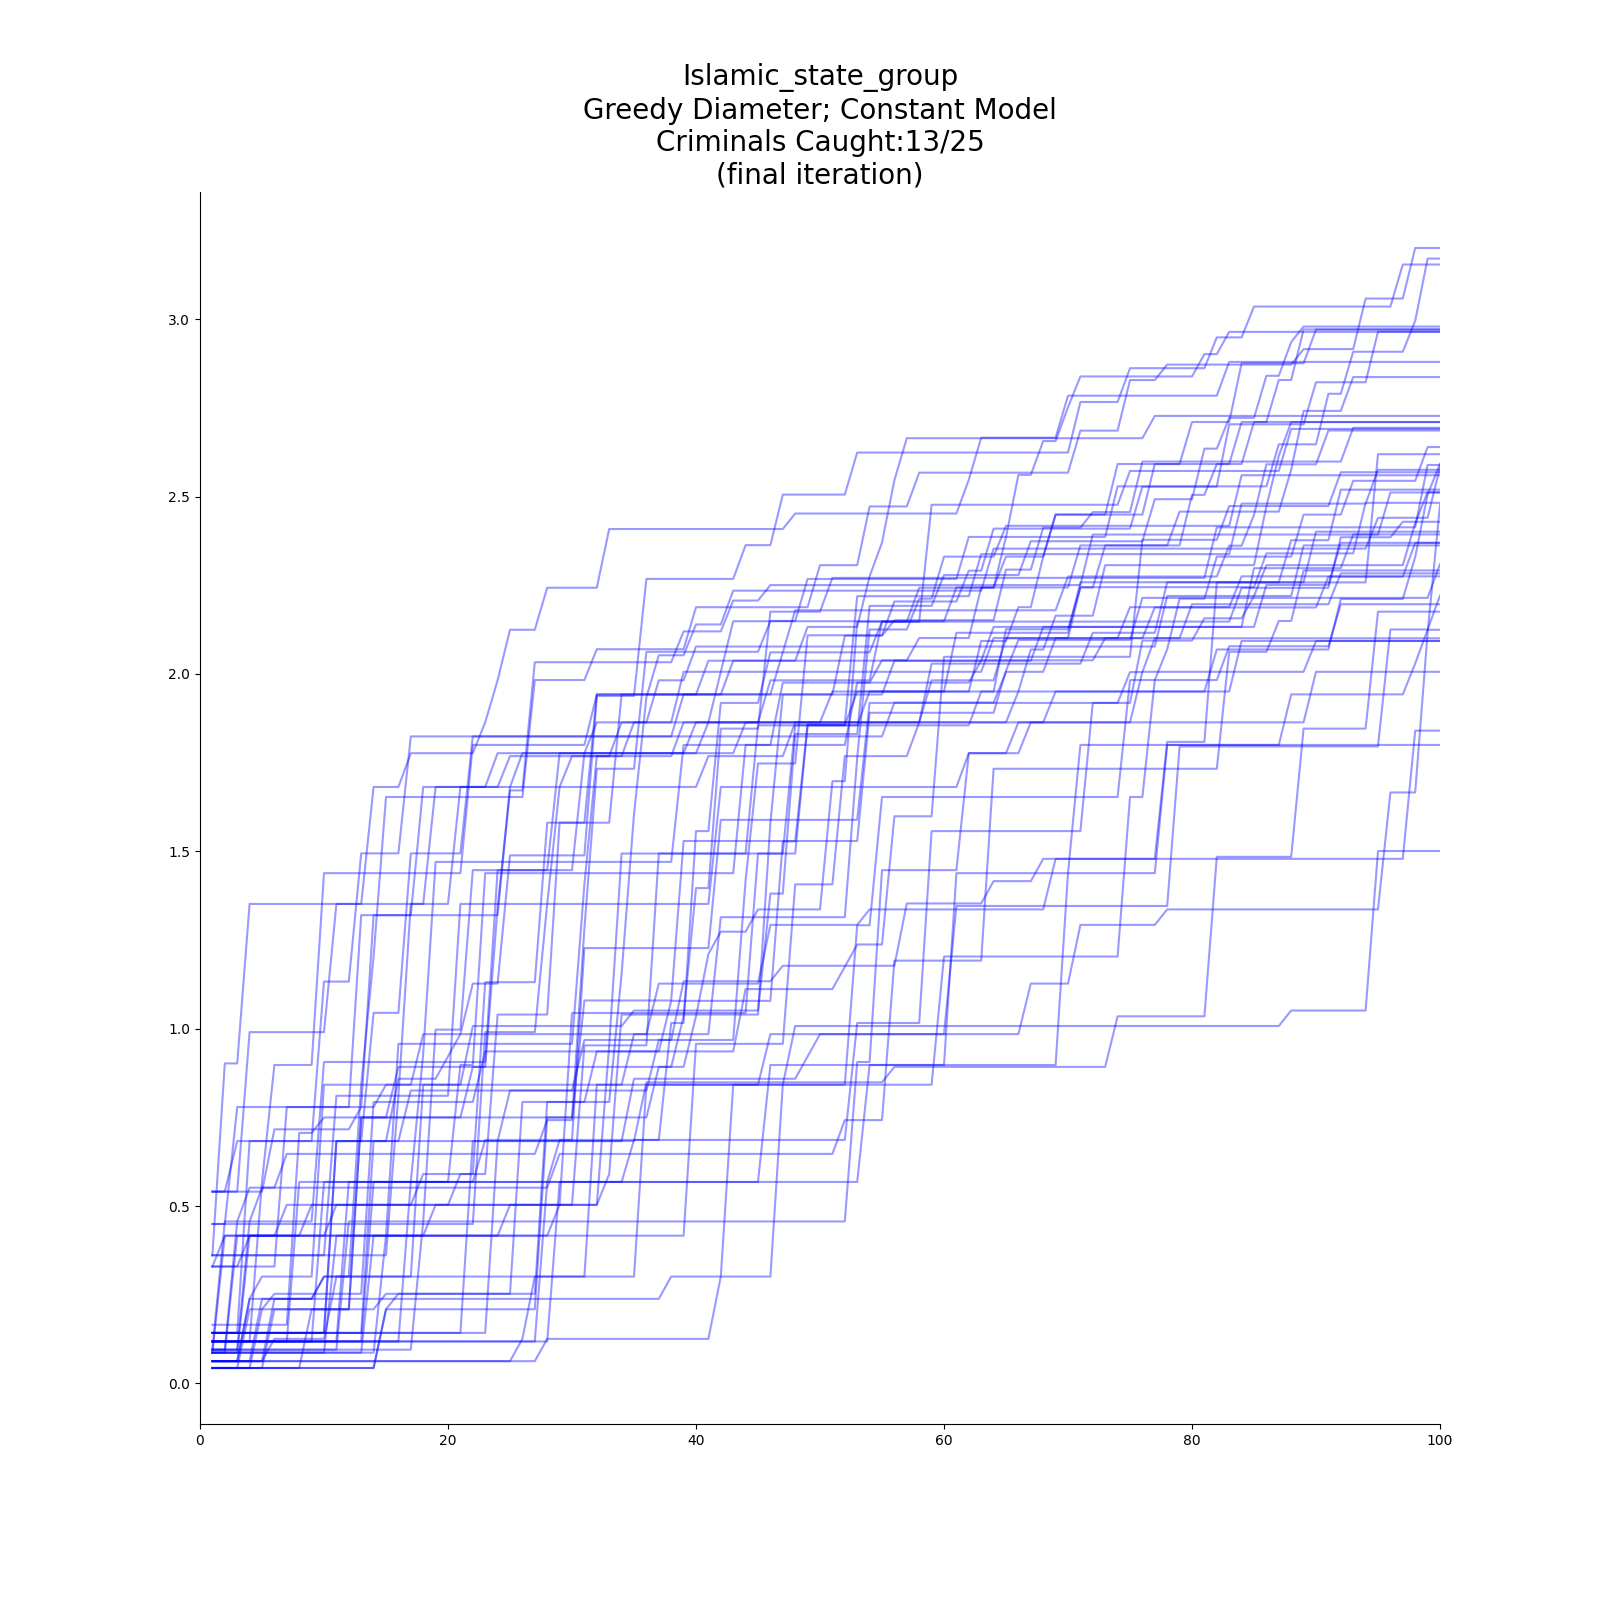 Islamic_state_group
Greedy Diameter; Constant Model
Criminals Caught:13/25
(final iteration)
3.0
2.5
2.0
1.5
1.0
0.5
0.0
0 20 40 60 80 100